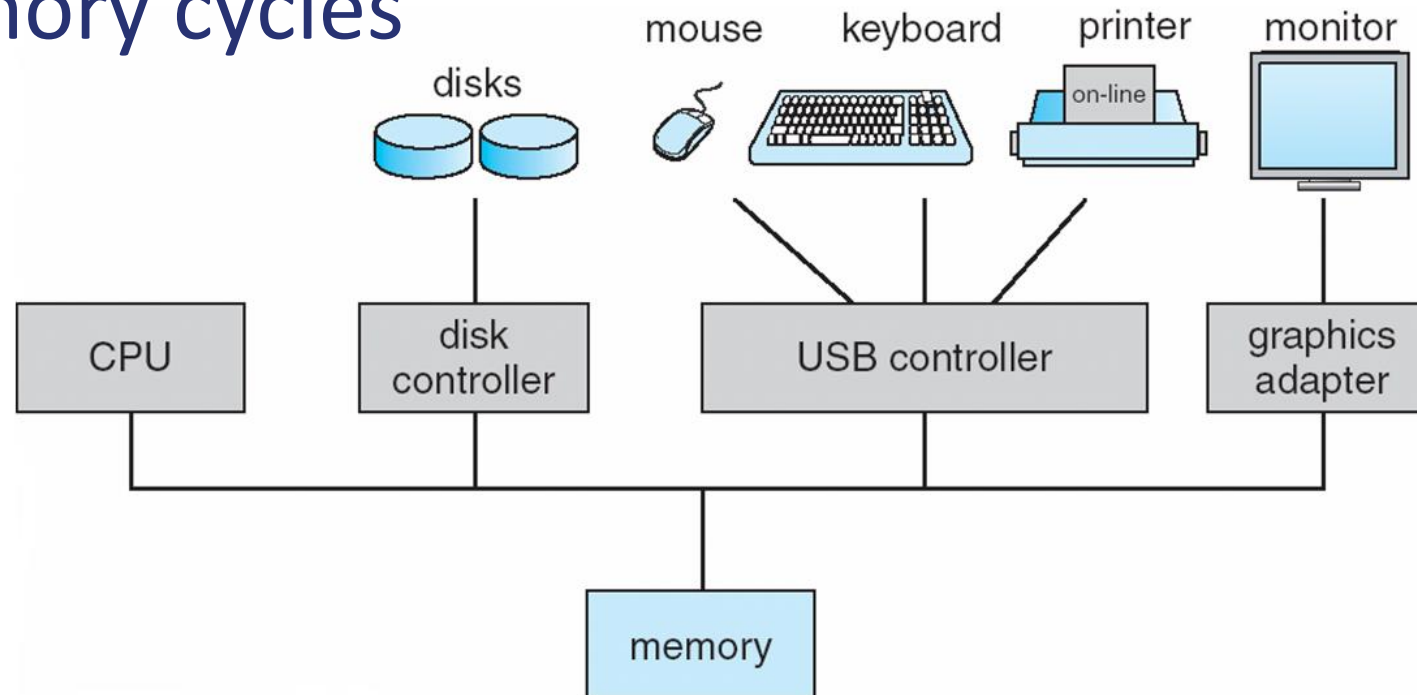 mory cycles
mouse keyboard printer monitor
disks
on-line
CPU
disk
controller
USB controller
graphics
adapter
memory